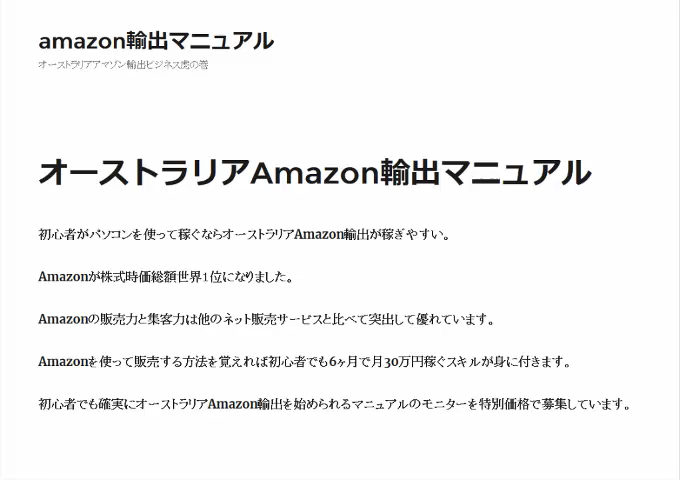 amazon輸出マニュアル
オーストラリアアマゾン輸出ビジネス虎の巻
オーストラリアAmazon輸出マニュアル
初心者がパソコンを使って稼ぐならオーストラリアAmazon輸出が稼ぎやすい。
Amazonが株式時価総額世界1位になりました。
Amazonの販売力と集客力は他のネット販売サービスと比べて突出して優れています。
Amazonを使って販売する方法を覚えれば初心者でも6ヶ月で月30万円稼ぐスキルが身に付きます。
初心者でも確実にオーストラリアAmazon輸出を始められるマニュアルのモニターを特別価格で募集しています。